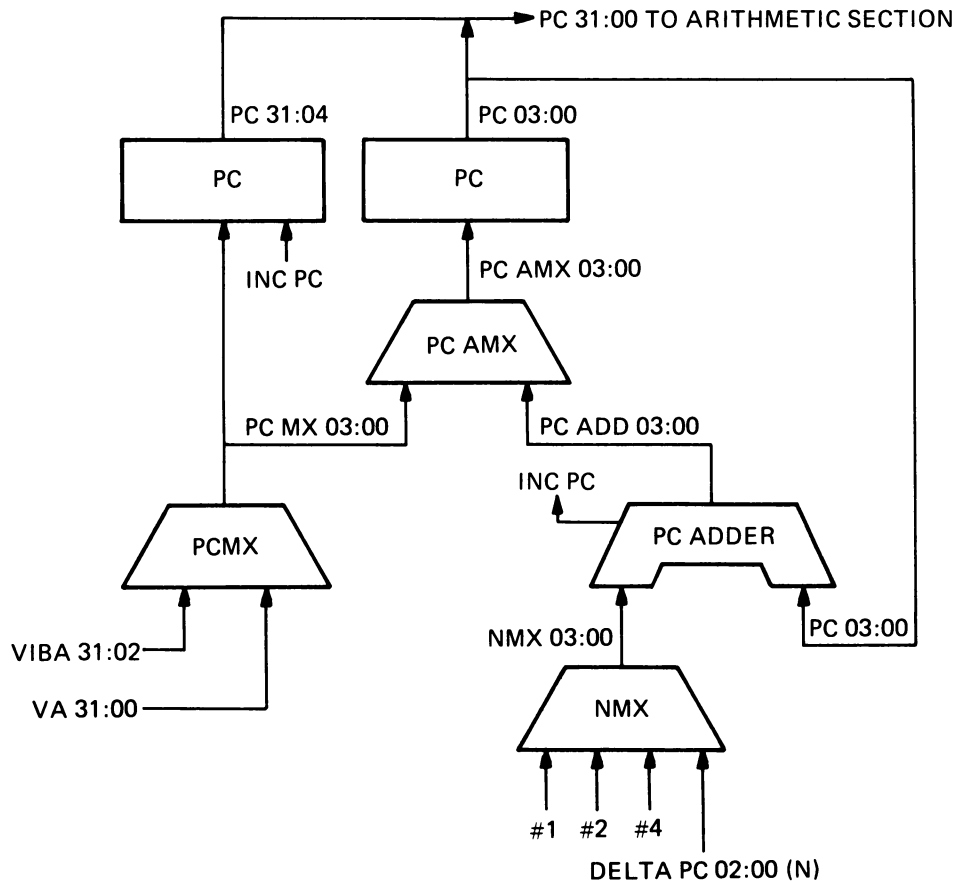 PC 31:00 TO ARITHMETIC SECTION
PC 31:04
PC 03:00
PC
PC
INC PC
PC AMX 03:00
PC AMX
PC MX 03:00
PC ADD 03:00
INC PC
PCMX
PC ADDER
VIBA 31:02
NMX 03:00
PC 03:00
VA 31:00
NMX
#1 #2 #4
DELTA PC 02:00 (N)